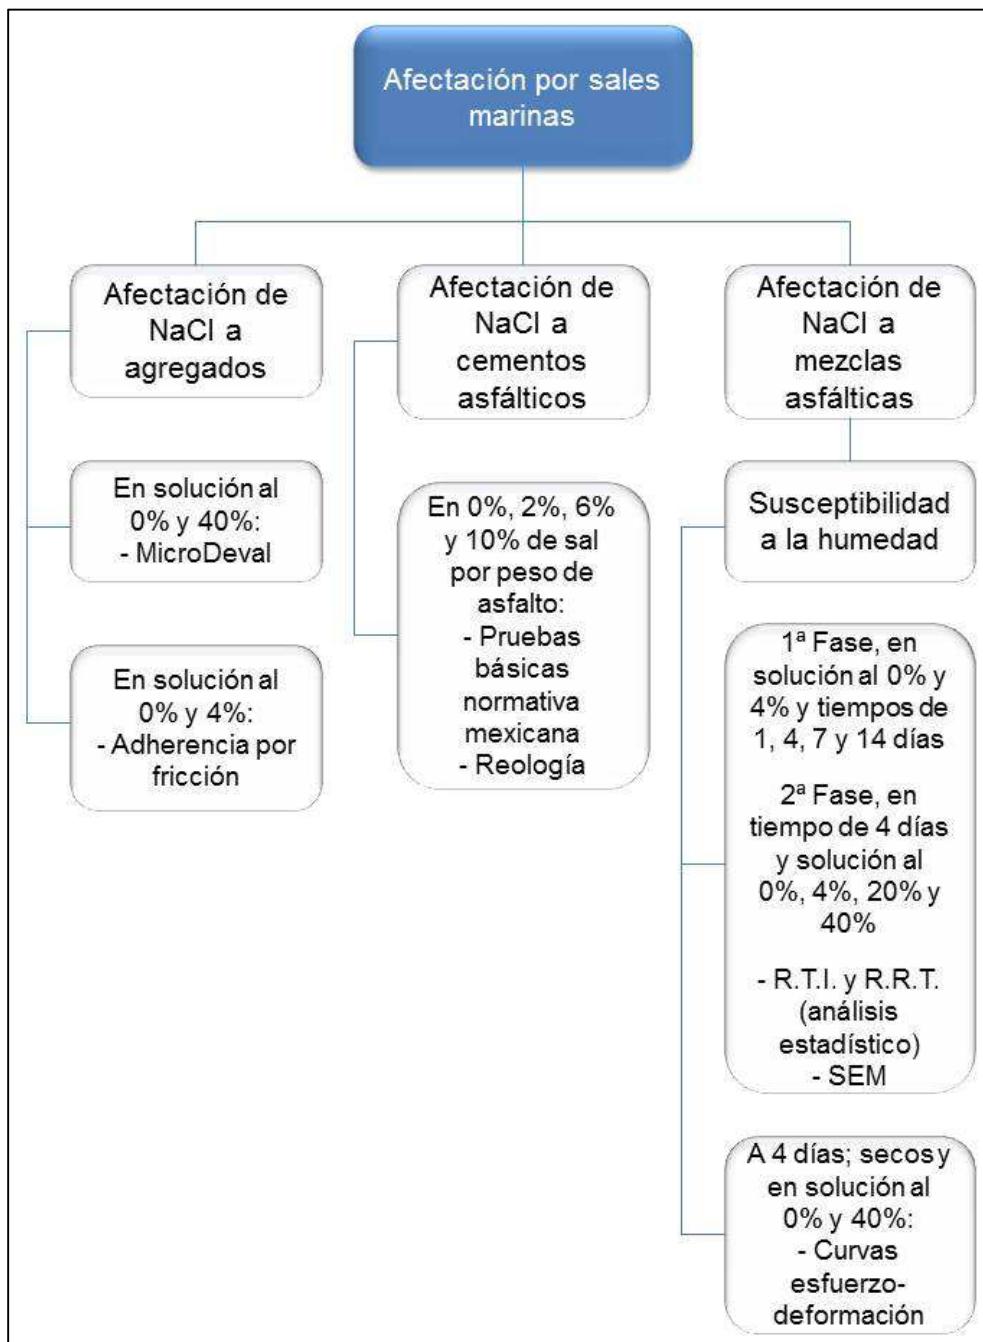 Afectación por sales
marinas
Afectación de
NaCl a
agregados
En solución al
0% y 40%:
- MicroDeval
En solución al
0% y 4%:
- Adherencia por
fricción
Afectación de
NaCl a
cementos
asfálticos
En 0%, 2%, 6%
y 10% de sal
por peso de
asfalto:
- Pruebas
básicas
normativa
mexicana
- Reología
Afectación de
NaCl a
mezclas
asfálticas
Susceptibilidad
a la humedad
1ª Fase, en
solución al 0% y
4% y tiempos de
1, 4, 7 y 14 días
2ª Fase, en
tiempo de 4 días
y solución al
0%, 4%, 20% y
40%
- R.T.I. y R.R.T.
(análisis
estadístico)
- SEM
A 4 días; secos y
en solución al
0% y 40%:
- Curvas
esfuerzo-
deformación